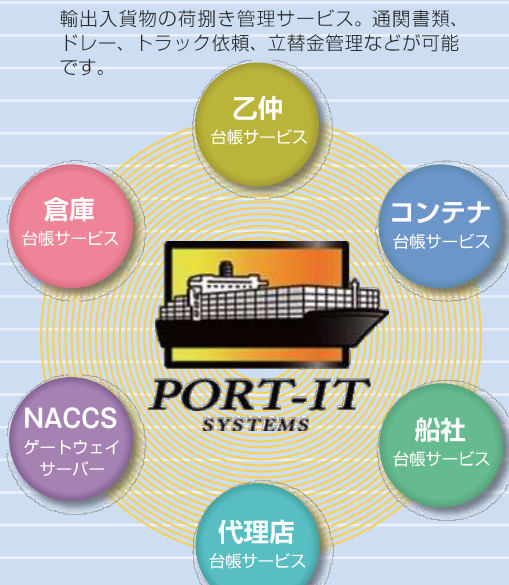 輸出入貨物の荷捌き管理サービス。通関書類、
ドレー、トラック依頼、立替金管理などが可能
です。
乙仲
台帳サービス
倉庫
台帳サービス
コンテナ
台帳サービス
PORT-IT
SYSTEMS
NACCS
ゲートウェイ
サーバー
船社
台帳サービス
代理店
台帳サービス